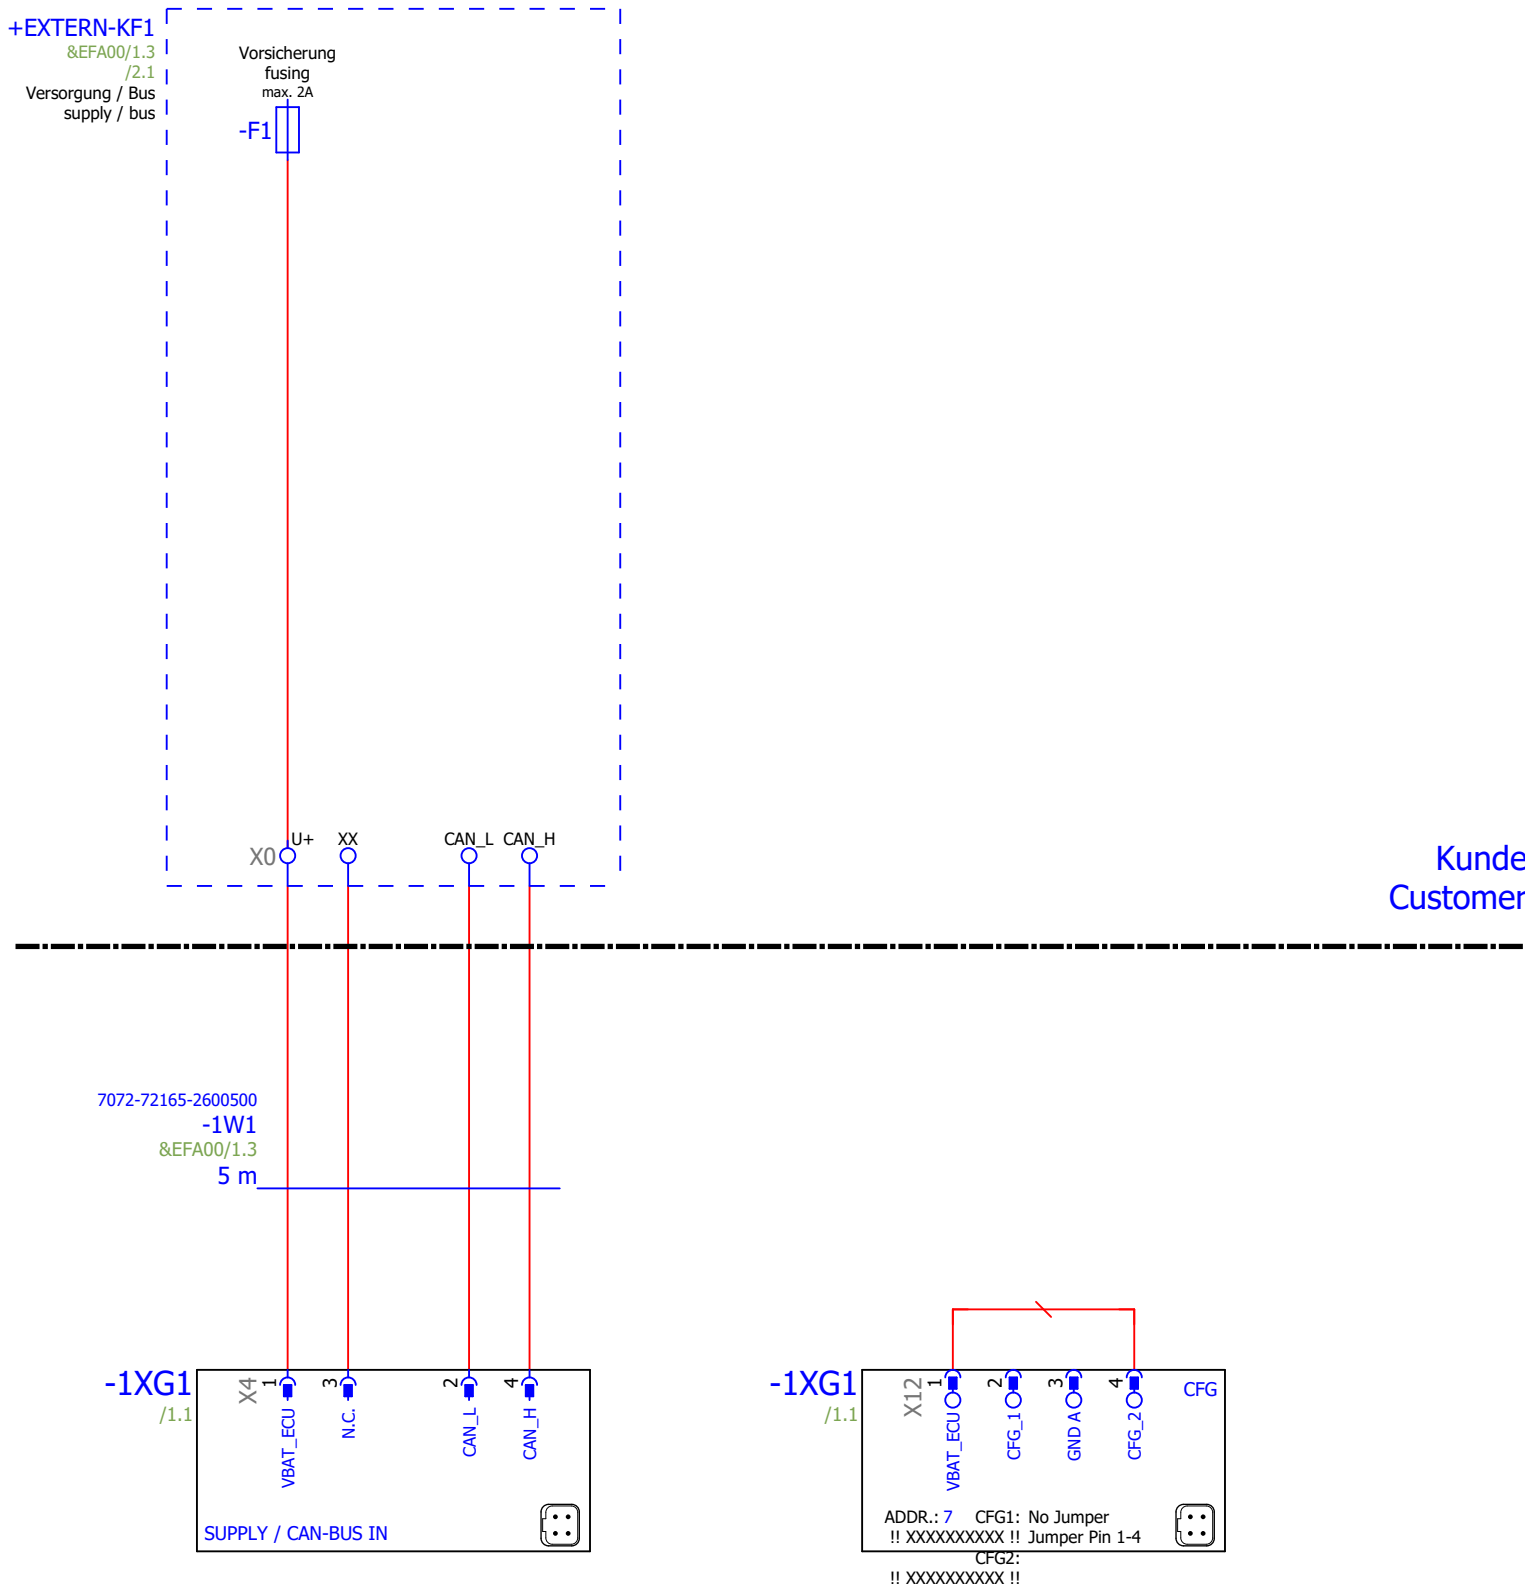 +EXTERN-KF1
&EFA00/1.3
/2.1
Versorgung / Bus
supply / bus
Vorsicherung
fusing
max. 2A
-F1
X0
U+
XX
CAN_L
CAN_H
Kunde
Customer
7072-72165-2600500
-1W1
&EFA00/1.3
5 m
-1XG1
/1.1
X4
1
3
2
4
VBAT_ECU
N.C.
CAN_L
CAN_H
SUPPLY / CAN-BUS IN
-1XG1
/1.1
X12
1
2
3
4
CFG
VBAT_ECU
CFG_1
GND A
CFG_2
ADDR.: 7 CFG1: No Jumper
!! XXXXXXXXXX !! Jumper Pin 1-4
CFG2:
!! XXXXXXXXXX !!